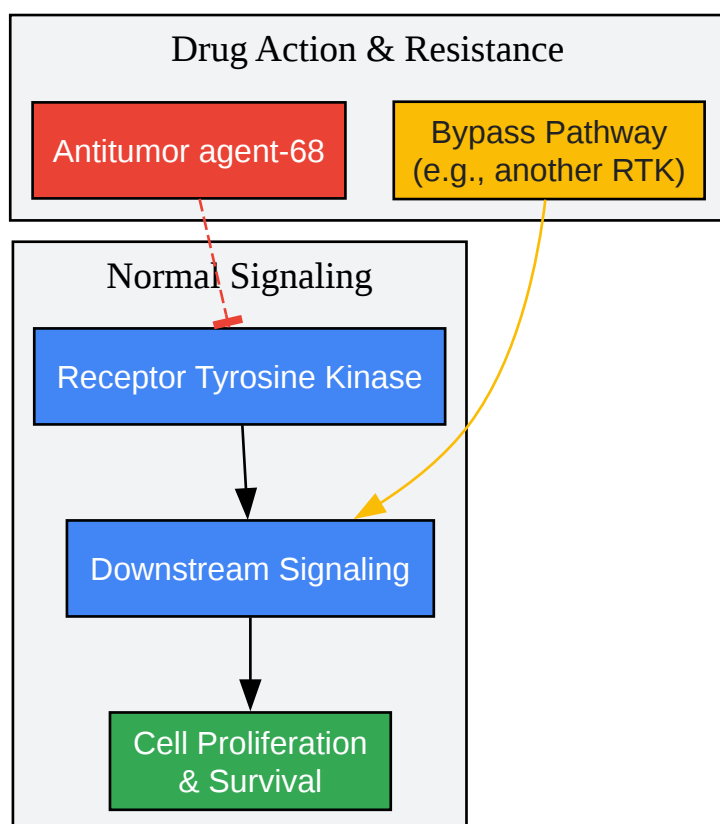 Drug Action & Resistance
Antitumor agent-68
Bypass Pathway
(e.g., another RTK)
Normal Signaling
Receptor Tyrosine Kinase
Downstream Signaling
Cell Proliferation
& Survival